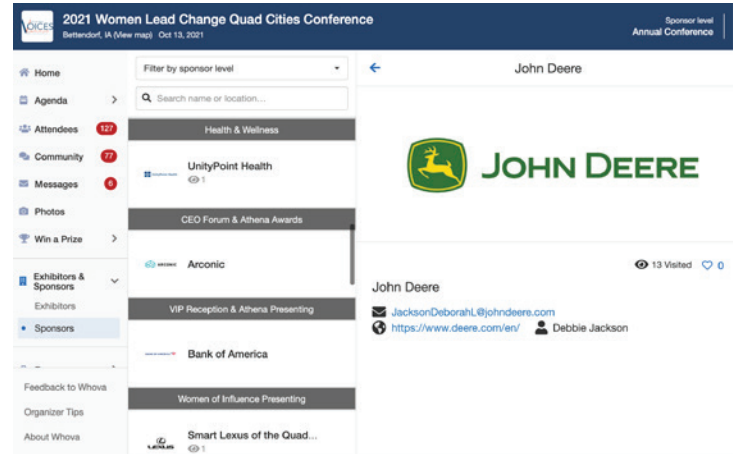 VOICES
2021 Women Lead Change Quad Cities Conference
Bettendorf, IA (View map) Oct 13, 2021
Sponsor level
Annual Conference
Home
Agenda
Attendees 127
Community 77
Messages 6
Photos
Win a Prize
Exhibitors &
Sponsors
Exhibitors
Sponsors
Feedback to Whova
Organizer Tips
About Whova
Filter by sponsor level
Search name or location...
Health & Wellness
UnityPoint Health
1
CEO Forum & Athena Awards
ARCONIC
Arconic
VIP Reception & Athena Presenting
Bank of America
Women of Influence Presenting
LEXUS
Smart Lexus of the Quad...
1
John Deere
JOHN DEERE
13 Visited 0
John Deere
JacksonDeborahL@johndeere.com
https://www.deere.com/en/ Debbie Jackson